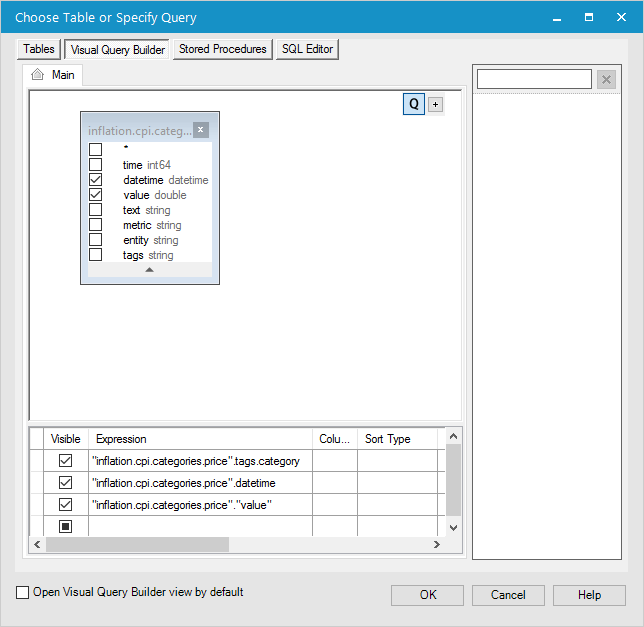 Choose Table or Specify Query
Tables Visual Query Builder Stored Procedures SQL Editor
Main
Q +
inflation.cpi.categ... x
*
time int64
datetime datetime
value double
text string
metric string
entity string
tags string
Visible Expression Colu... Sort Type
"inflation.cpi.categories.price".tags.category
"inflation.cpi.categories.price".datetime
"inflation.cpi.categories.price"."value"
Open Visual Query Builder view by default
OK Cancel Help